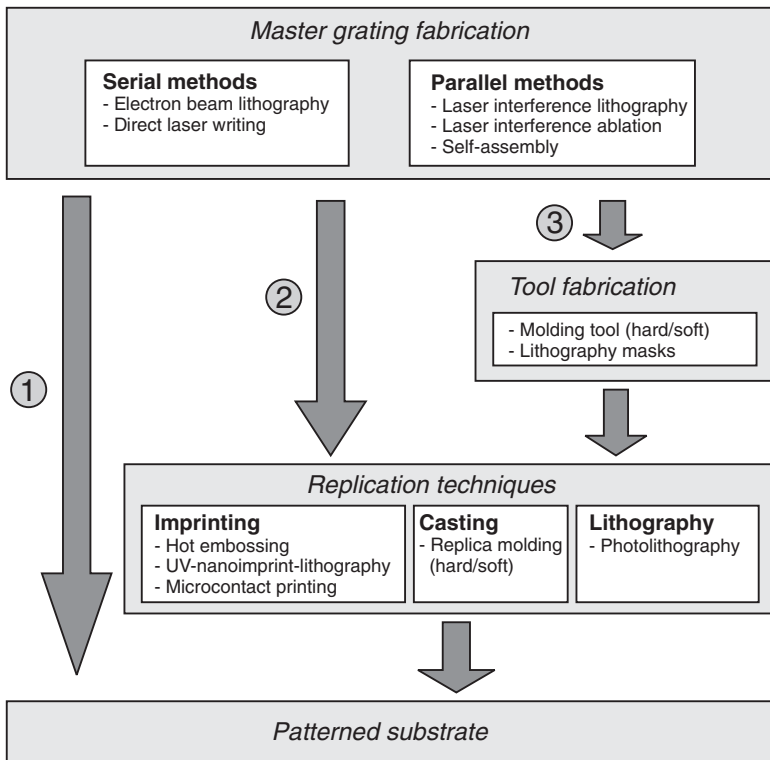 Master grating fabrication
Serial methods
- Electron beam lithography
- Direct laser writing
Parallel methods
- Laser interference lithography
- Laser interference ablation
- Self-assembly
1
2
3
Tool fabrication
- Molding tool (hard/soft)
- Lithography masks
Replication techniques
Imprinting
- Hot embossing
- UV-nanoimprint-lithography
- Microcontact printing
Casting
- Replica molding
(hard/soft)
Lithography
- Photolithography
Patterned substrate